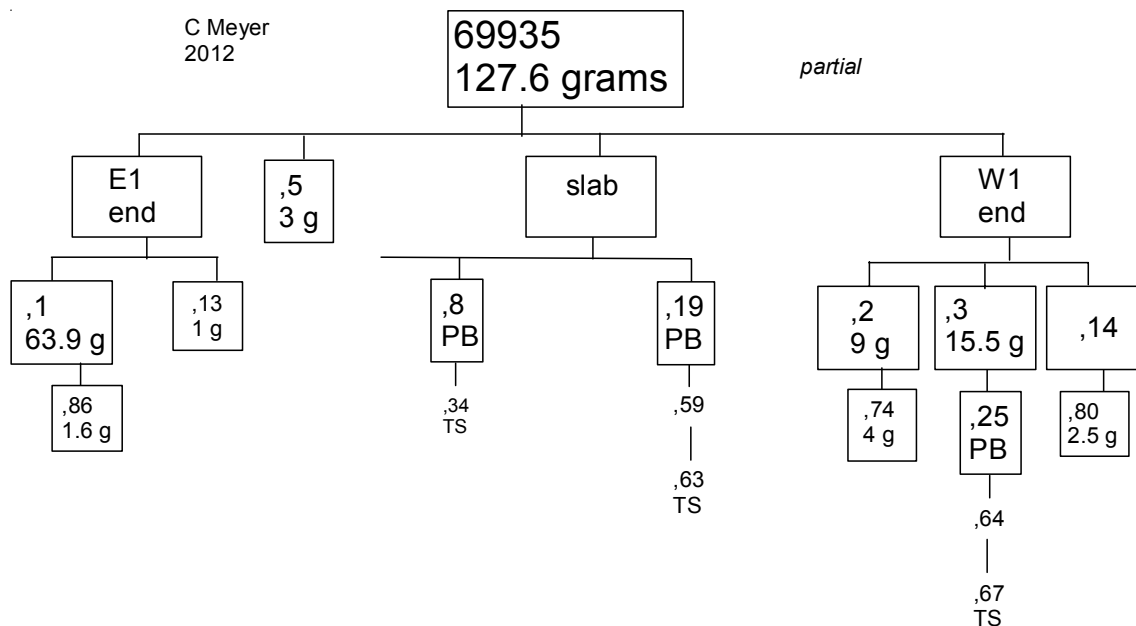 C Meyer
2012
69935
127.6 grams
partial
E1
end
,5
3 g
slab
W1
end
,1
63.9 g
,13
1 g
,8
PB
,19
PB
,2
9 g
,3
15.5 g
,14
,86
1.6 g
,34
TS
,59
,63
TS
,74
4 g
,25
PB
,80
2.5 g
,64
,67
TS